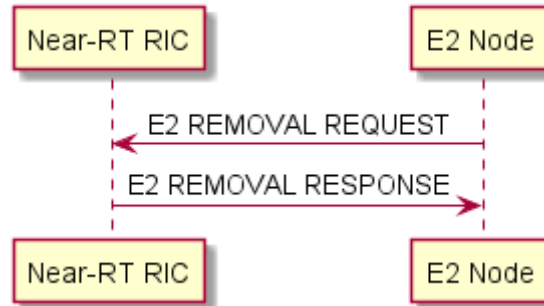 Near-RT RIC
E2 Node
E2 REMOVAL REQUEST
E2 REMOVAL RESPONSE
Near-RT RIC
E2 Node